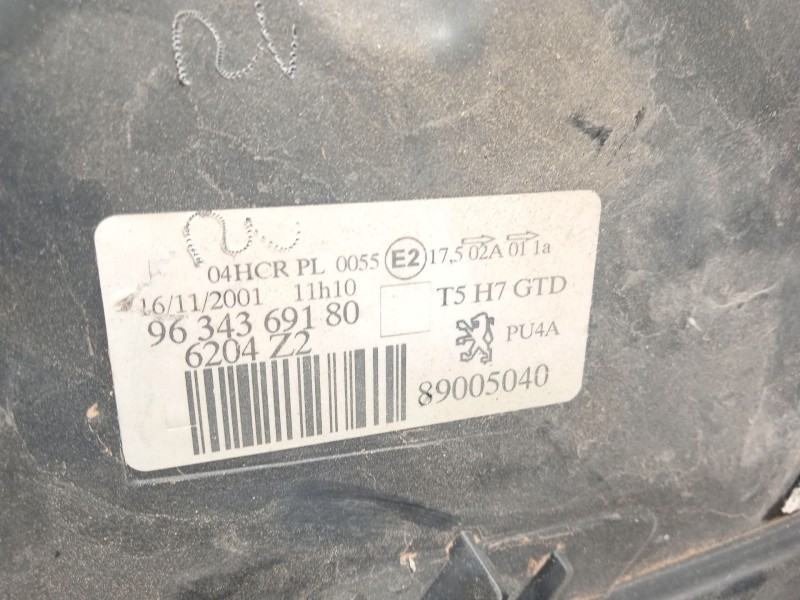 04HCR PL 0055 E2 17,5 02A 01 1a
16/11/2001 11h10
T5 H7 GTD
96 343 691 80
6204 Z2
PU4A
89005040